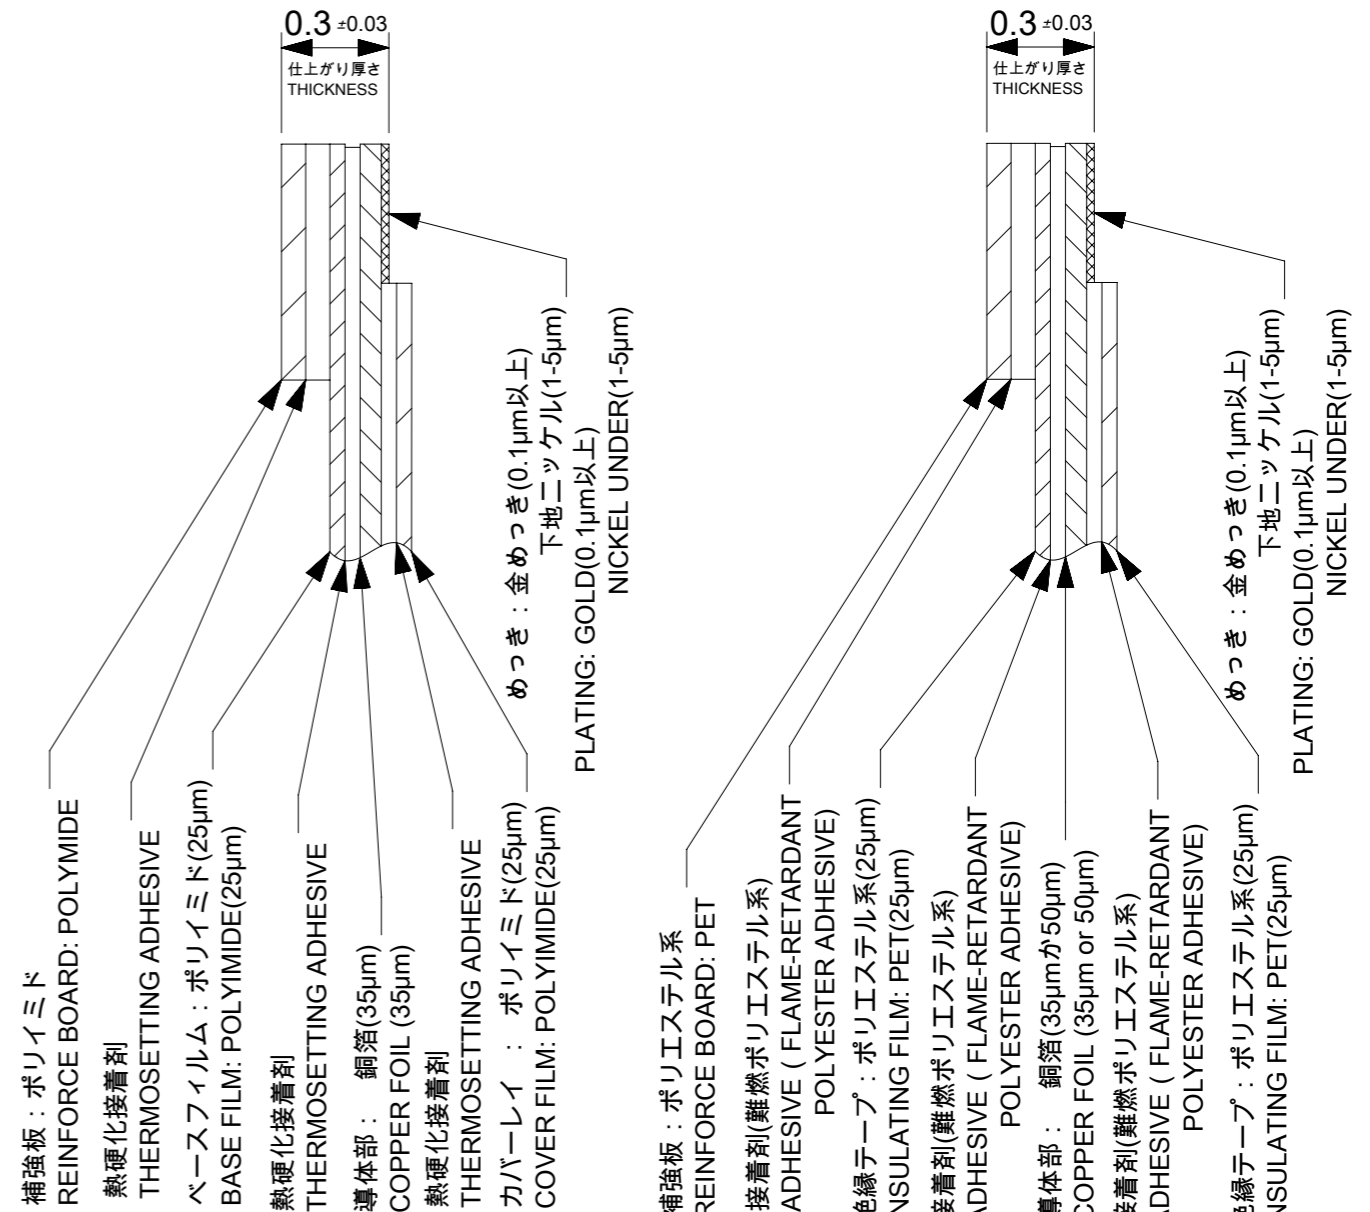 0.3 ±0.03
仕上がり厚さ
THICKNESS
めっき：金めっき(0.1µm以上)
下地ニッケル(1-5µm)
PLATING: GOLD(0.1µm以上)
NICKEL UNDER(1-5µm)
補強板：ポリイミド
REINFORCE BOARD: POLYMIDE
熱硬化接着剤
THERMOSETTING ADHESIVE
ベースフィルム：ポリイミド(25µm)
BASE FILM: POLYIMIDE(25µm)
熱硬化接着剤
THERMOSETTING ADHESIVE
導体部： 銅箔(35µm)
COPPER FOIL (35µm)
熱硬化接着剤
THERMOSETTING ADHESIVE
カバーレイ ： ポリイミド(25µm)
COVER FILM: POLYIMIDE(25µm)
0.3 ±0.03
仕上がり厚さ
THICKNESS
めっき：金めっき(0.1µm以上)
下地ニッケル(1-5µm)
PLATING: GOLD(0.1µm以上)
NICKEL UNDER(1-5µm)
補強板：ポリエステル系
REINFORCE BOARD: PET
接着剤(難燃ポリエステル系)
ADHESIVE ( FLAME-RETARDANT
POLYESTER ADHESIVE)
絶縁テープ：ポリエステル系(25µm)
NSULATING FILM: PET(25µm)
接着剤(難燃ポリエステル系)
ADHESIVE ( FLAME-RETARDANT
POLYESTER ADHESIVE)
導体部： 銅箔(35µmか50µm)
COPPER FOIL (35µm or 50µm)
接着剤(難燃ポリエステル系)
ADHESIVE ( FLAME-RETARDANT
POLYESTER ADHESIVE)
絶縁テープ：ポリエステル系(25µm)
NSULATING FILM: PET(25µm)